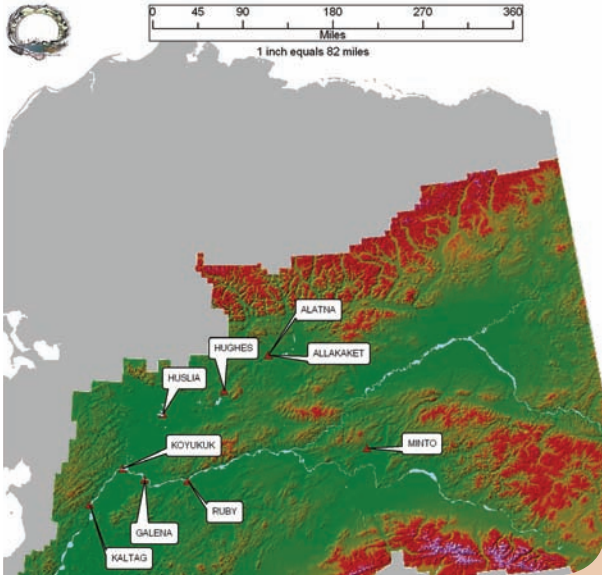 0 45 90 180 270 360
Miles
1 inch equals 82 miles
ALATNA
ALLAKAKET
HUGHES
HUSLIA
KOYUKUK
MINTO
GALENA
RUBY
KALTAG